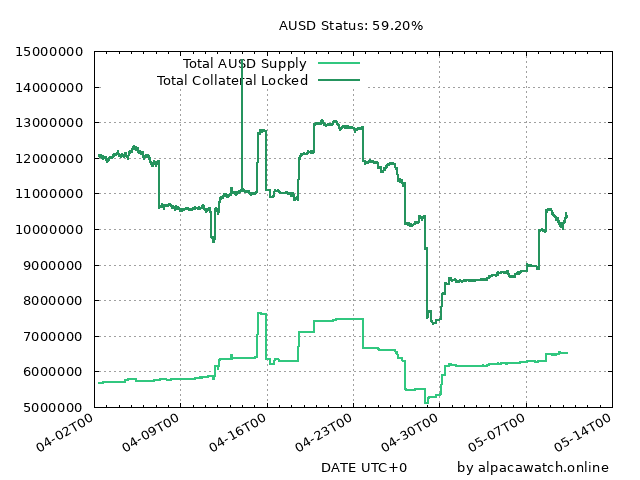 AUSD Status: 59.20%
Total AUSD Supply
Total Collateral Locked
15000000
14000000
13000000
12000000
11000000
10000000
9000000
8000000
7000000
6000000
5000000
04-02T00
04-09T00
04-16T00
04-23T00
04-30T00
05-07T00
05-14T00
DATE UTC+0
by alpacawatch.online